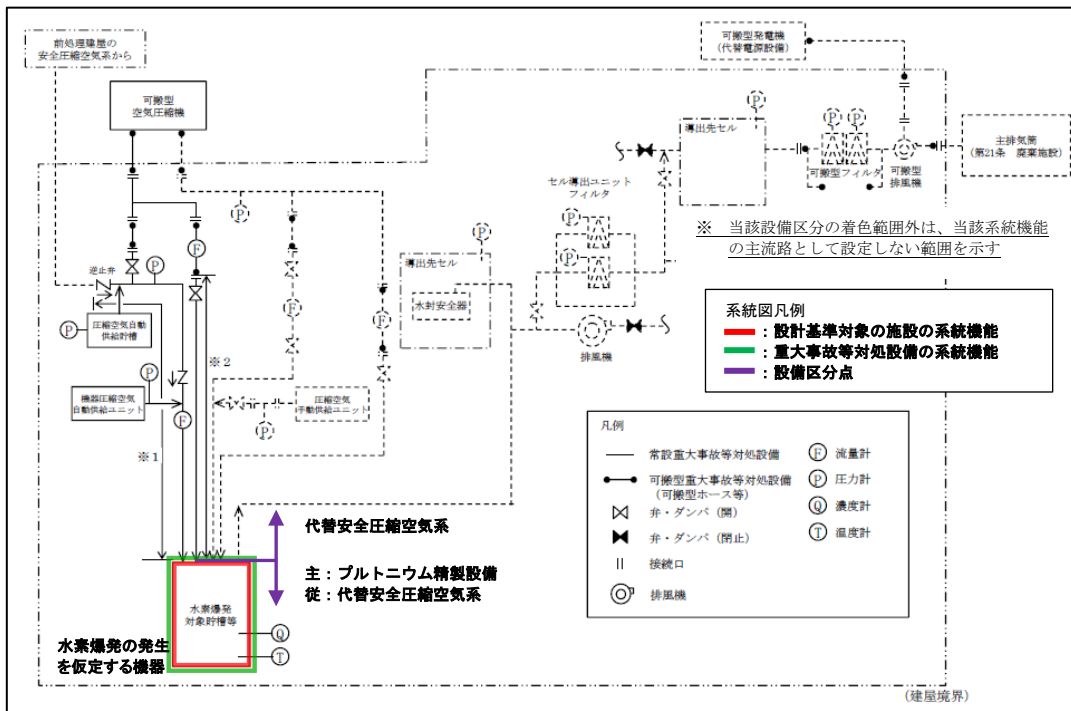 前処理建屋の
安全圧縮空気系から
可搬型
空気圧縮機
可搬型発電機
(代替電源設備)
P
導出先セル
P
P
可搬型フィルタ
可搬型
排風機
主排気筒
(第21条 廃棄施設)
セル導出ユニット
フィルタ
P
P
※ 当該設備区分の着色範囲外は、当該系統機能
の主流路として設定しない範囲を示す
P
F
逆止弁
P
P
圧縮空気自動
供給貯槽
P
導出先セル
水封安全器
F
F
排風機
※2
P
機器圧縮空気
自動供給ユニット
F
圧縮空気
手動供給ユニット
P
※1
系統図凡例
:設計基準対象の施設の系統機能
:重大事故等対処設備の系統機能
:設備区分点
凡例
常設重大事故等対処設備
可搬型重大事故等対処設備
(可搬型ホース等)
弁・ダンパ (開)
弁・ダンパ (閉止)
接続口
排風機
F 流量計
P 圧力計
Q 濃度計
T 温度計
代替安全圧縮空気系
主:プルトニウム精製設備
従:代替安全圧縮空気系
水素爆発
対象貯槽等
Q
T
水素爆発の発生
を仮定する機器
(建屋境界)